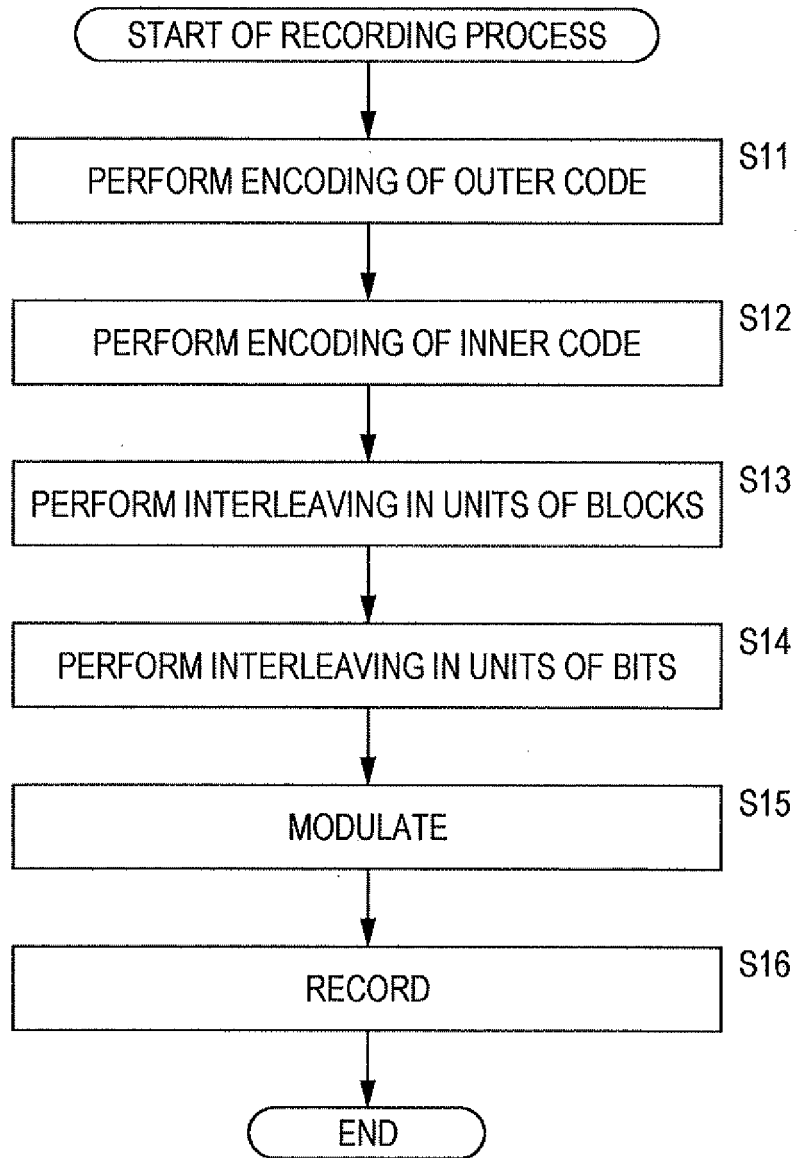 START OF RECORDING PROCESS
S11
PERFORM ENCODING OF OUTER CODE
S12
PERFORM ENCODING OF INNER CODE
S13
PERFORM INTERLEAVING IN UNITS OF BLOCKS
S14
PERFORM INTERLEAVING IN UNITS OF BITS
S15
MODULATE
S16
RECORD
END